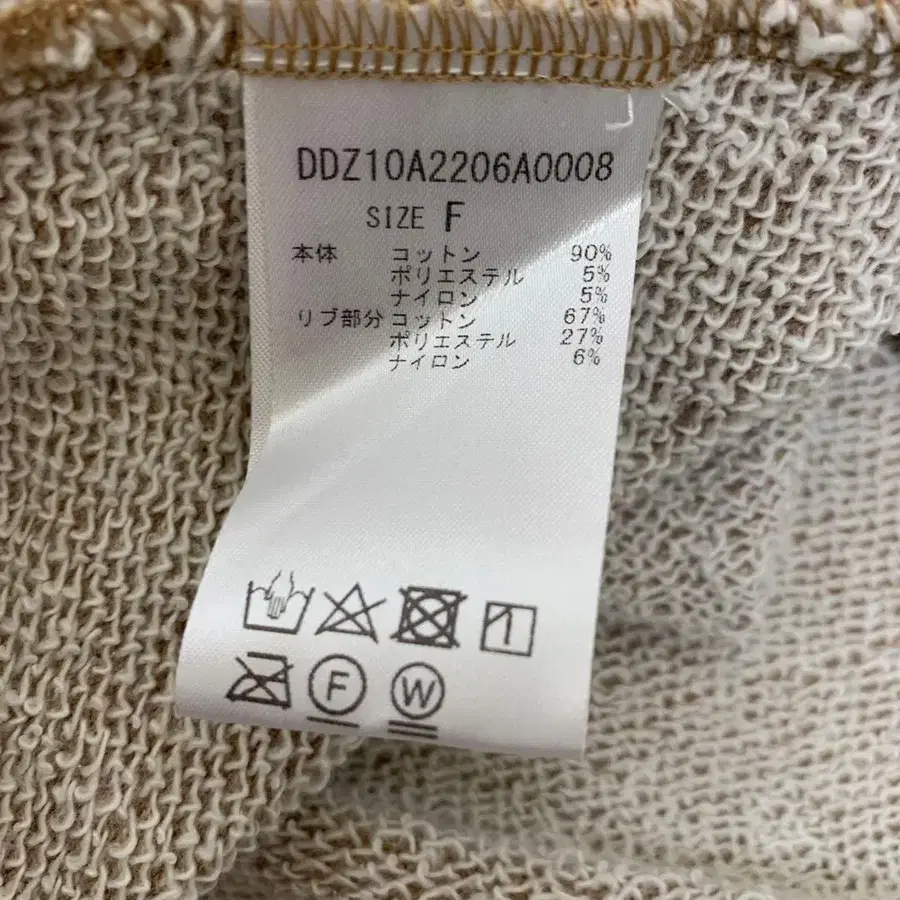 DDZ10A2206A0008
SIZE F
本体 コットン 90%
ポリエステル 5%
ナイロン 5%
リブ部分 コットン 67%
ポリエステル 27%
ナイロン 6%
F W